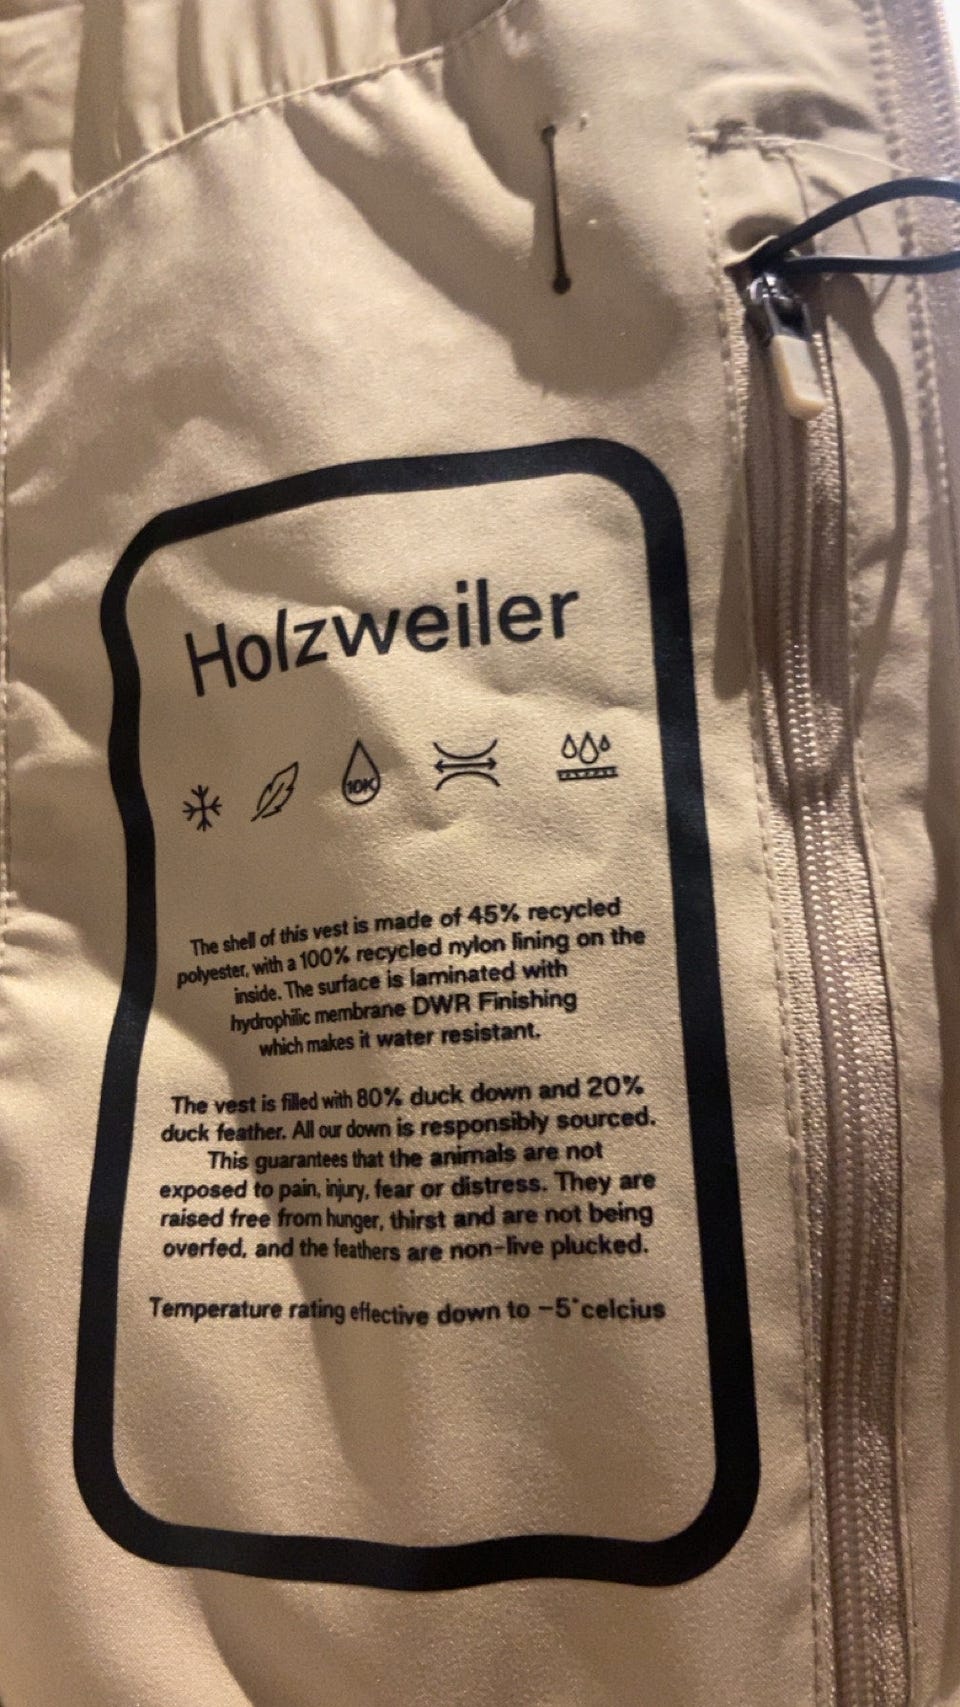 Holzweiler
10K
The shell of this vest is made of 45% recycled
polyester, with a 100% recycled nylon lining on the
inside. The surface is laminated with
hydrophilic membrane DWR Finishing
which makes it water resistant.
The vest is filled with 80% duck down and 20%
duck feather. All our down is responsibly sourced.
This guarantees that the animals are not
exposed to pain, injury, fear or distress. They are
raised free from hunger, thirst and are not being
overfed, and the feathers are non-live plucked.
Temperature rating effective down to -5°celcius